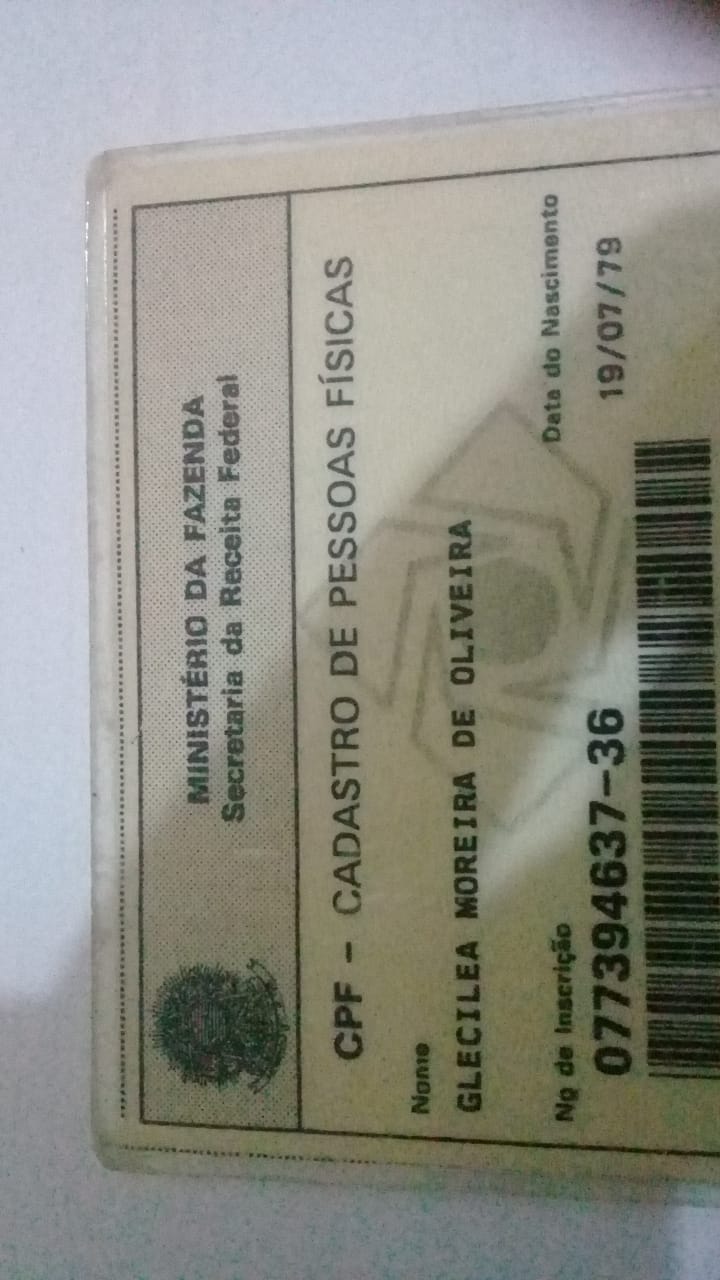 MINISTÉRIO DA FAZENDA
Secretaria da Receita Federal
CPF - CADASTRO DE PESSOAS FÍSICAS
Nome
GLECILEA MOREIRA DE OLIVEIRA
Nº de Inscrição
Data do Nascimento
077394637-36
19/07/79